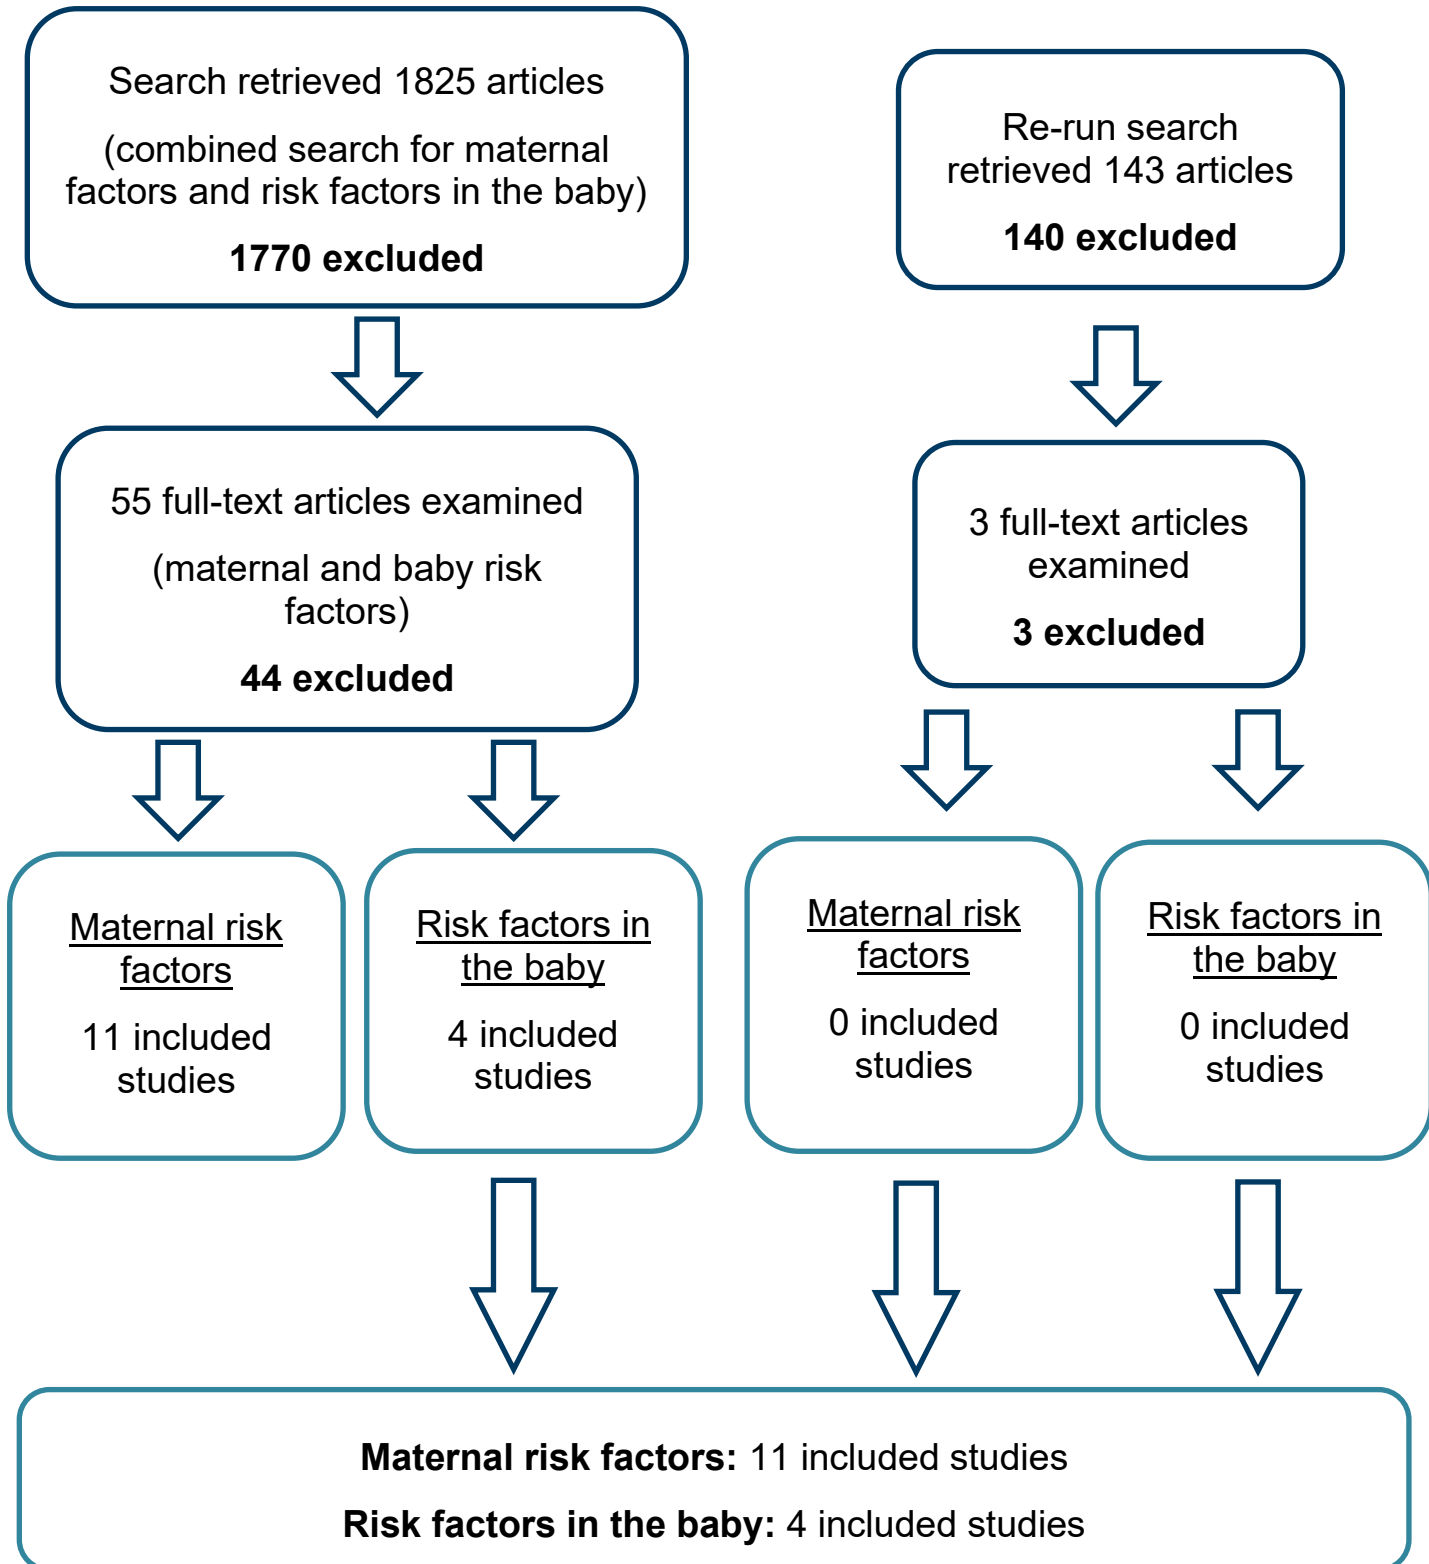 Search retrieved 1825 articles
(combined search for maternal
factors and risk factors in the baby)
1770 excluded
Re-run search
retrieved 143 articles
140 excluded
55 full-text articles examined
(maternal and baby risk
factors)
44 excluded
3 full-text articles
examined
3 excluded
Maternal risk
factors
11 included
studies
Risk factors in
the baby
4 included
studies
Maternal risk
factors
0 included
studies
Risk factors in
the baby
0 included
studies
Maternal risk factors: 11 included studies
Risk factors in the baby: 4 included studies